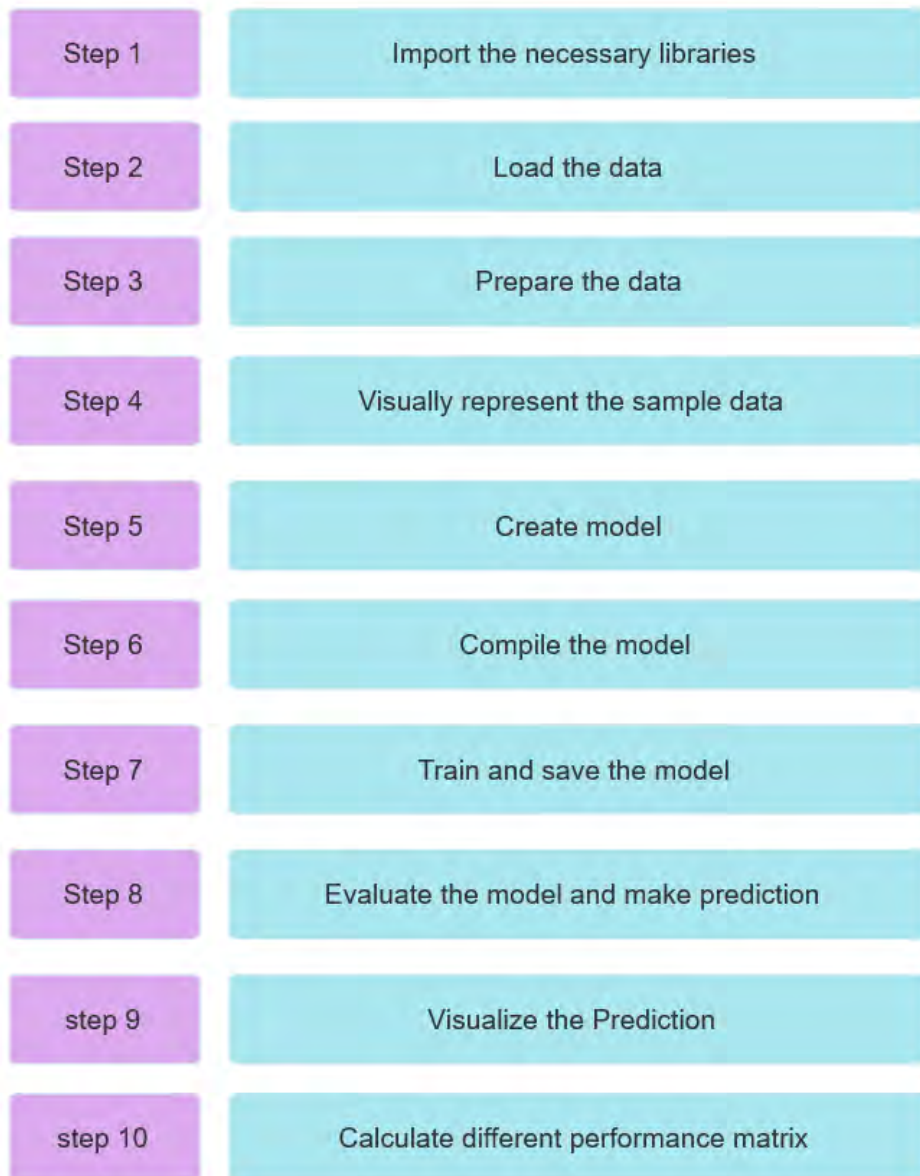 Step 1
Import the necessary libraries
Step 2
Load the data
Step 3
Prepare the data
Step 4
Visually represent the sample data
Step 5
Create model
Step 6
Compile the model
Step 7
Train and save the model
Step 8
Evaluate the model and make prediction
step 9
Visualize the Prediction
step 10
Calculate different performance matrix